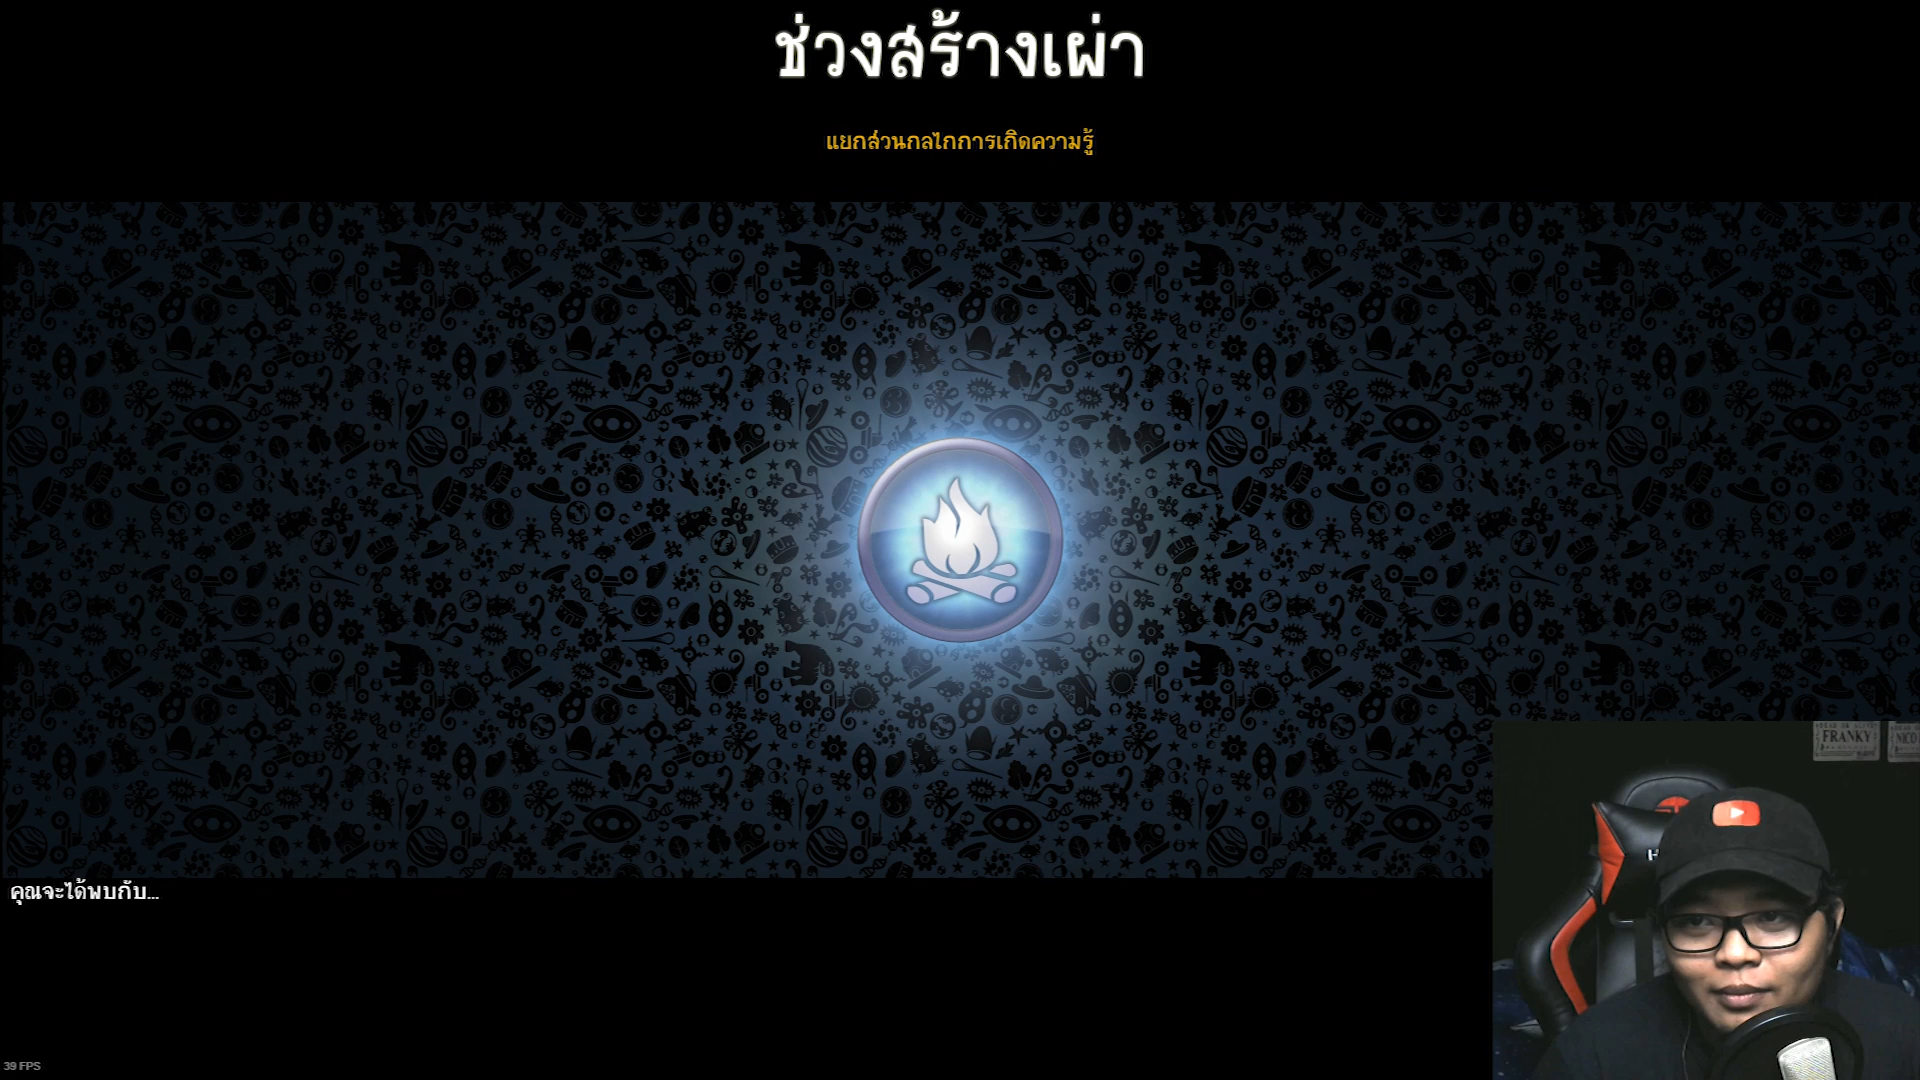 ช่วงสร้างเผ่า
แยกส่วนกลไกการเกิดความรู้
FRANKY
NICO
คุณจะได้พบกับ...
39 FPS